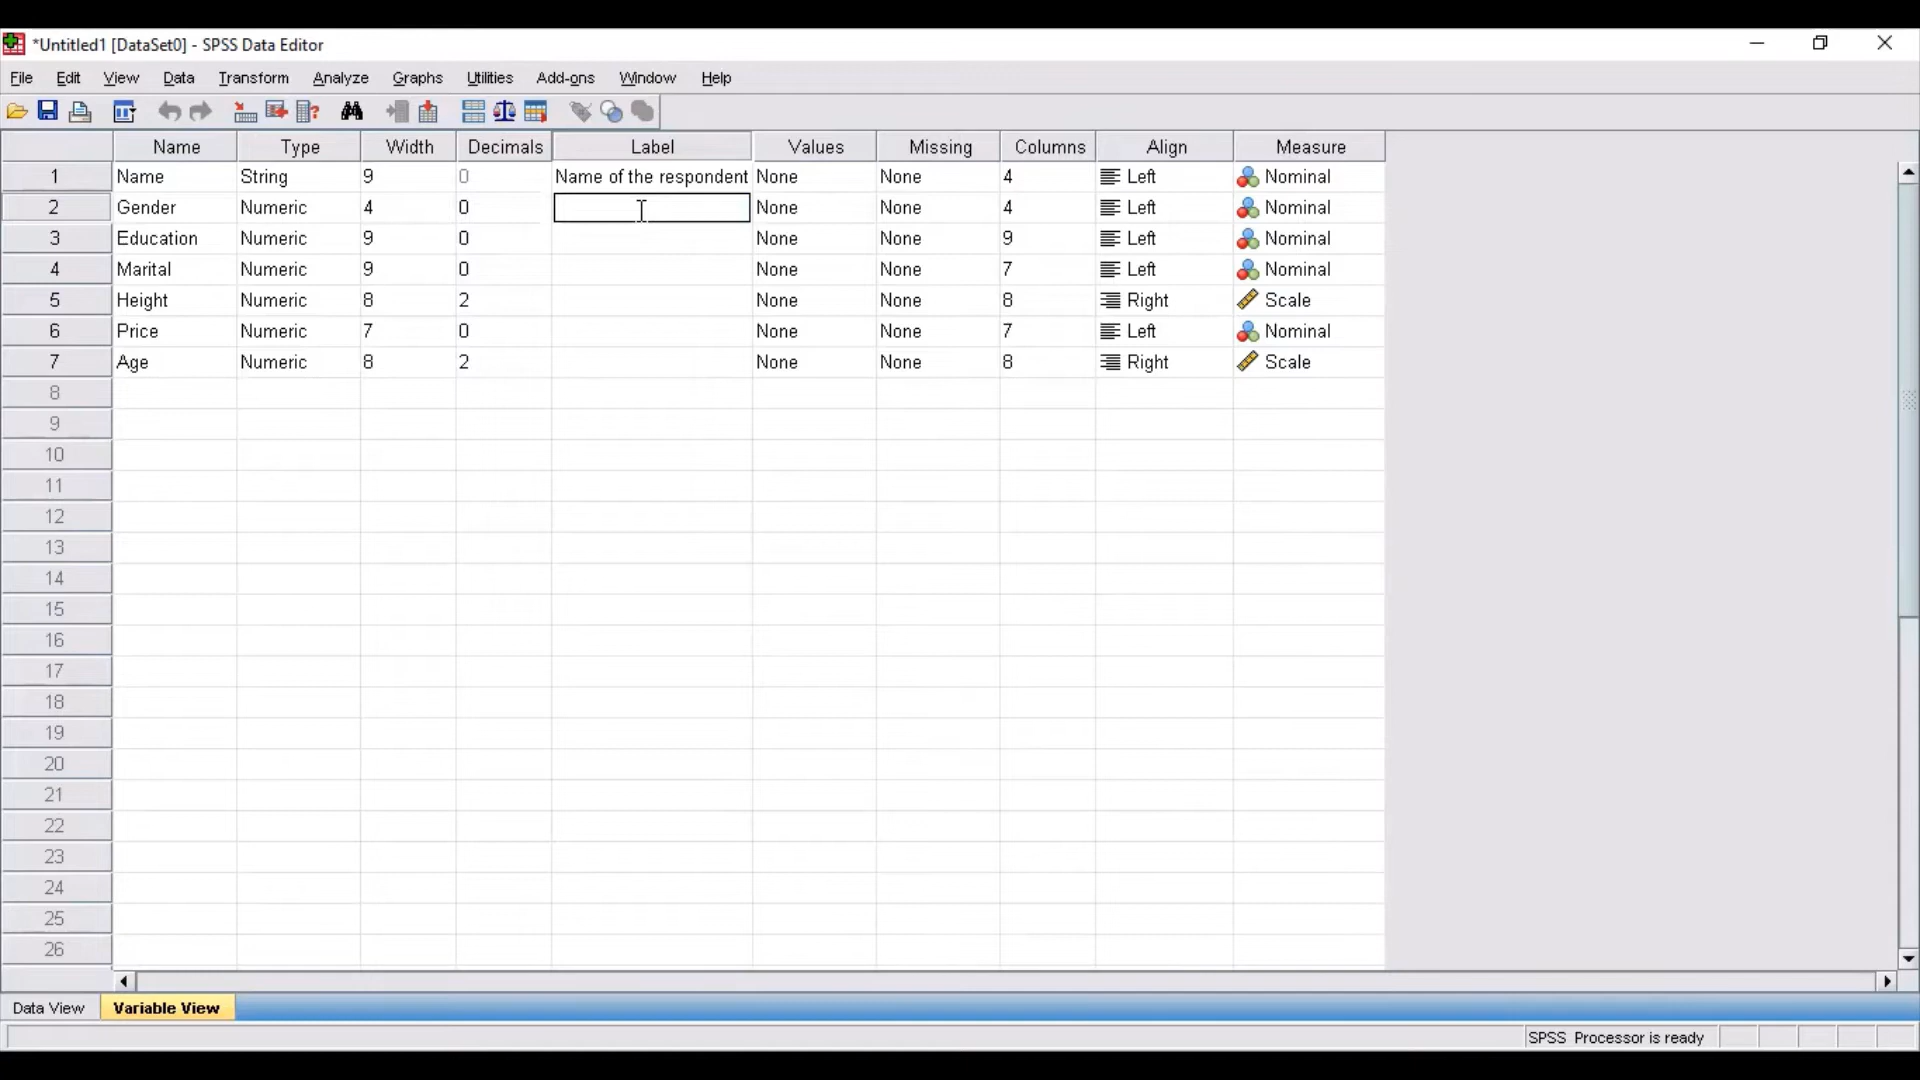 *Untitled1 [DataSet0] - SPSS Data Editor
File Edit View Data Transform Analyze Graphs Utilities Add-ons Window Help
Name Type Width Decimals Label Values Missing Columns Align Measure
1 Name String 9 0 Name of the respondent None None 4 Left Nominal
2 Gender Numeric 4 0 None None 4 Left Nominal
3 Education Numeric 9 0 None None 9 Left Nominal
4 Marital Numeric 9 0 None None 7 Left Nominal
5 Height Numeric 8 2 None None 8 Right Scale
6 Price Numeric 7 0 None None 7 Left Nominal
7 Age Numeric 8 2 None None 8 Right Scale
8
9
10
11
12
13
14
15
16
17
18
19
20
21
22
23
24
25
26
Data View Variable View
SPSS Processor is ready